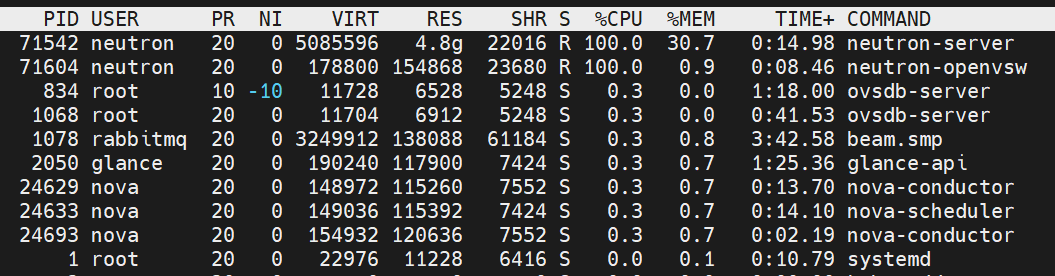 PID USER PR NI VIRT RES SHR S %CPU %MEM TIME+ COMMAND
71542 neutron 20 0 5085596 4.8g 22016 R 100.0 30.7 0:14.98 neutron-server
71604 neutron 20 0 178800 154868 23680 R 100.0 0.9 0:08.46 neutron-openvsw
834 root 10 -10 11728 6528 5248 S 0.3 0.0 1:18.00 ovsdb-server
1068 root 20 0 11704 6912 5248 S 0.3 0.0 0:41.53 ovsdb-server
1078 rabbitmq 20 0 3249912 138088 61184 S 0.3 0.8 3:42.58 beam.smp
2050 glance 20 0 190240 117900 7424 S 0.3 0.7 1:25.36 glance-api
24629 nova 20 0 148972 115260 7552 S 0.3 0.7 0:13.70 nova-conductor
24633 nova 20 0 149036 115392 7424 S 0.3 0.7 0:14.10 nova-scheduler
24693 nova 20 0 154932 120636 7552 S 0.3 0.7 0:02.19 nova-conductor
1 root 20 0 22976 11228 6416 S 0.0 0.1 0:10.79 systemd